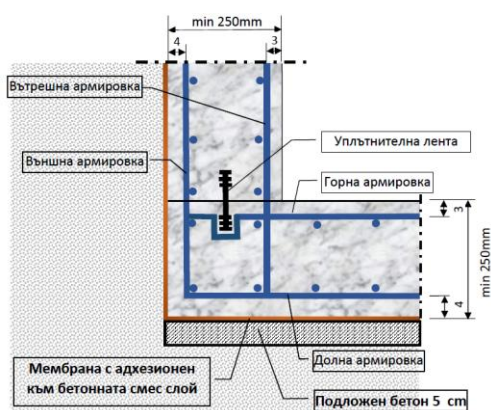 min 250mm
4
3
Вътрешна армировка
Външна армировка
Уплътнителна лента
Горна армировка
3
min 250mm
4
Долна армировка
Мембрана с адхезионен
към бетонната смес слой
Подложен бетон 5 cm